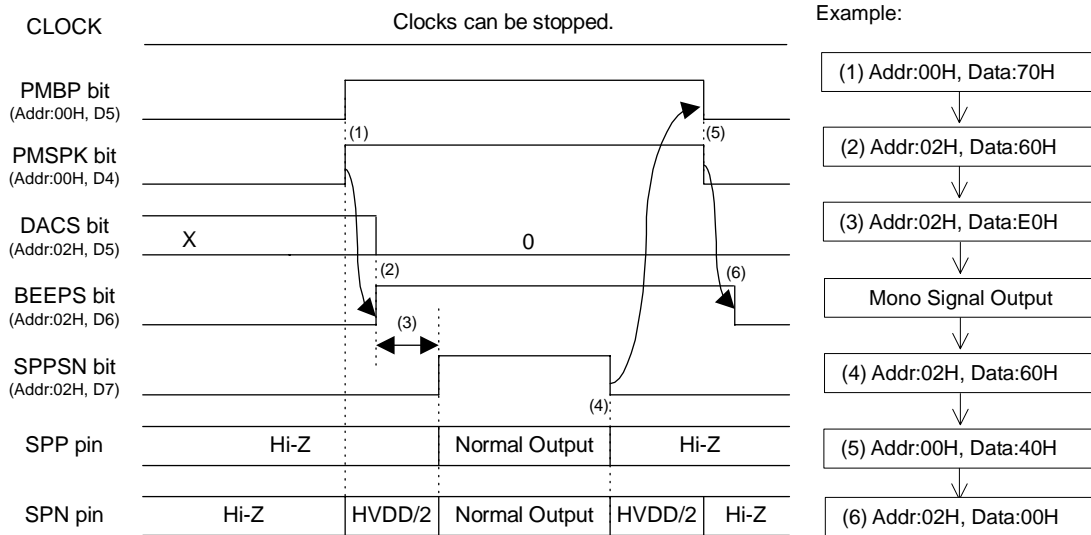 CLOCK
Clocks can be stopped.
Example:
PMBP bit
(Addr:00H, D5)
(1)
(5)
PMSPK bit
(Addr:00H, D4)
DACS bit
(Addr:02H, D5)
X
0
(2)
(6)
BEEPS bit
(Addr:02H, D6)
(3)
SPPSN bit
(Addr:02H, D7)
(4)
SPP pin
Hi-Z
Normal Output
Hi-Z
SPN pin
Hi-Z
HVDD/2
Normal Output
HVDD/2
Hi-Z
(1) Addr:00H, Data:70H
(2) Addr:02H, Data:60H
(3) Addr:02H, Data:E0H
Mono Signal Output
(4) Addr:02H, Data:60H
(5) Addr:00H, Data:40H
(6) Addr:02H, Data:00H